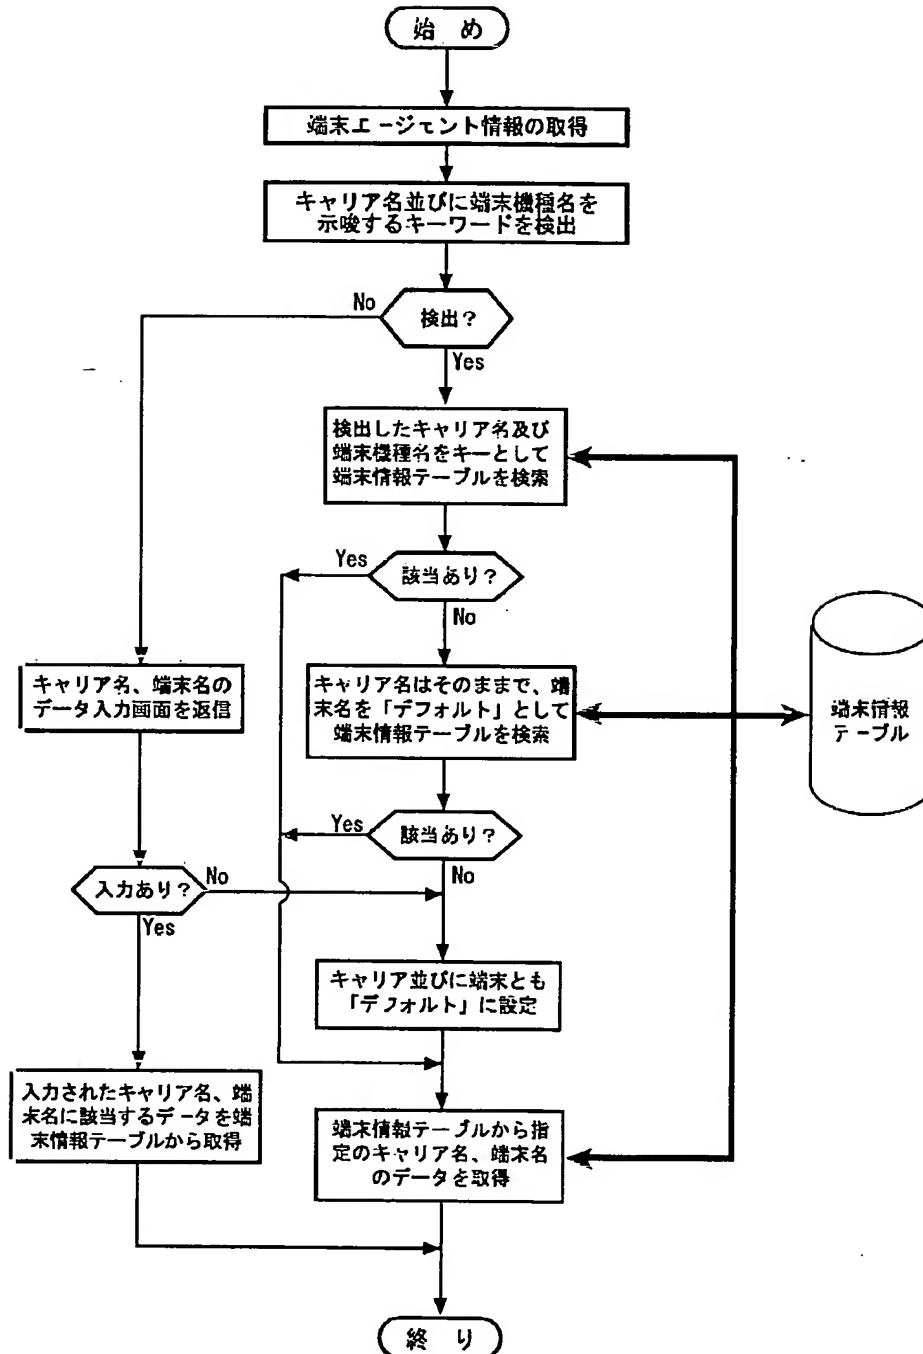 始 め
端末エージェント情報の取得
キャリア名並びに端末機種名を
示唆するキーワードを検出
No
検出？
Yes
検出したキャリア名及び
端末機種名をキーとして
端末情報テーブルを検索
Yes
該当あり？
No
キャリア名、端末名の
データ入力画面を返信
キャリア名はそのままで、端
末名を「デフォルト」として
端末情報テーブルを検索
端末情報
テーブル
Yes
該当あり？
No
入力あり？
No
Yes
キャリア並びに端末とも
「デフォルト」に設定
入力されたキャリア名、端
末名に該当するデータを端
末情報テーブルから取得
端末情報テーブルから指
定のキャリア名、端末名
のデータを取得
終 り